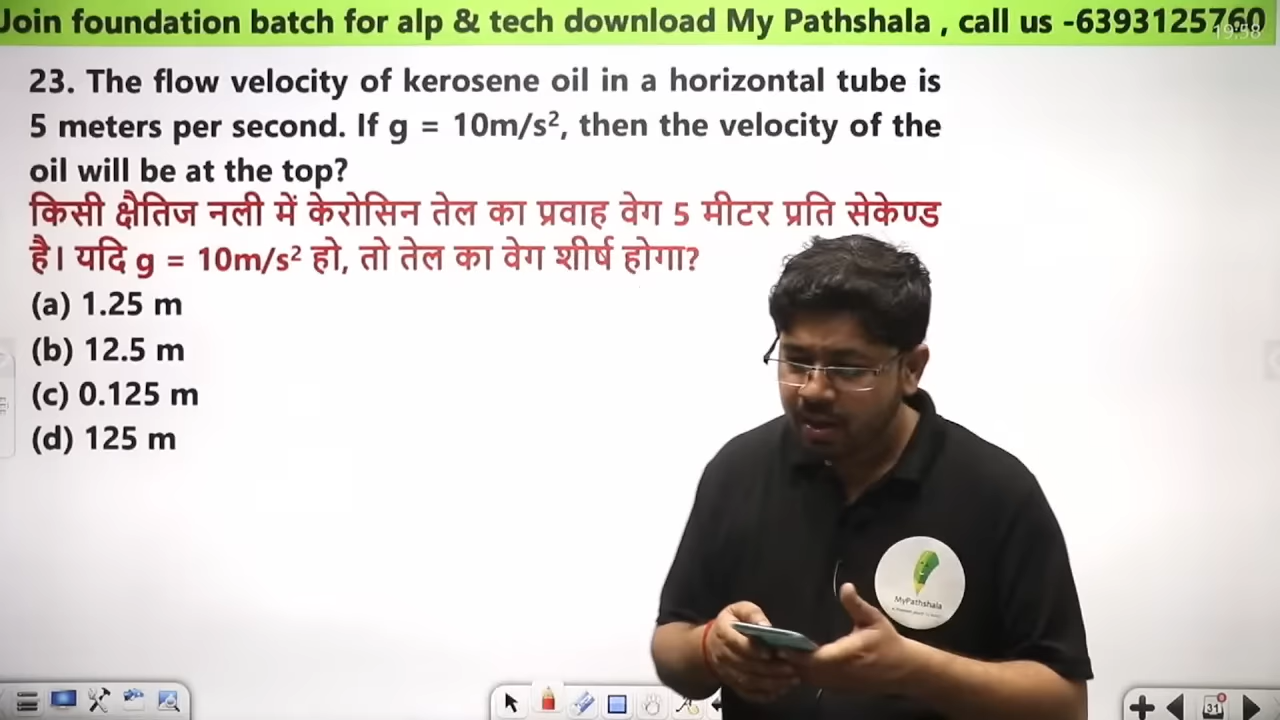 Join foundation batch for alp & tech download My Pathshala , call us -6393125760
19:58
23. The flow velocity of kerosene oil in a horizontal tube is
5 meters per second. If g = 10m/s², then the velocity of the
oil will be at the top?
किसी क्षैतिज नली में केरोसिन तेल का प्रवाह वेग 5 मीटर प्रति सेकेण्ड
है। यदि g = 10m/s² हो, तो तेल का वेग शीर्ष होगा?
(a) 1.25 m
(b) 12.5 m
(c) 0.125 m
(d) 125 m
MyPathshala
31